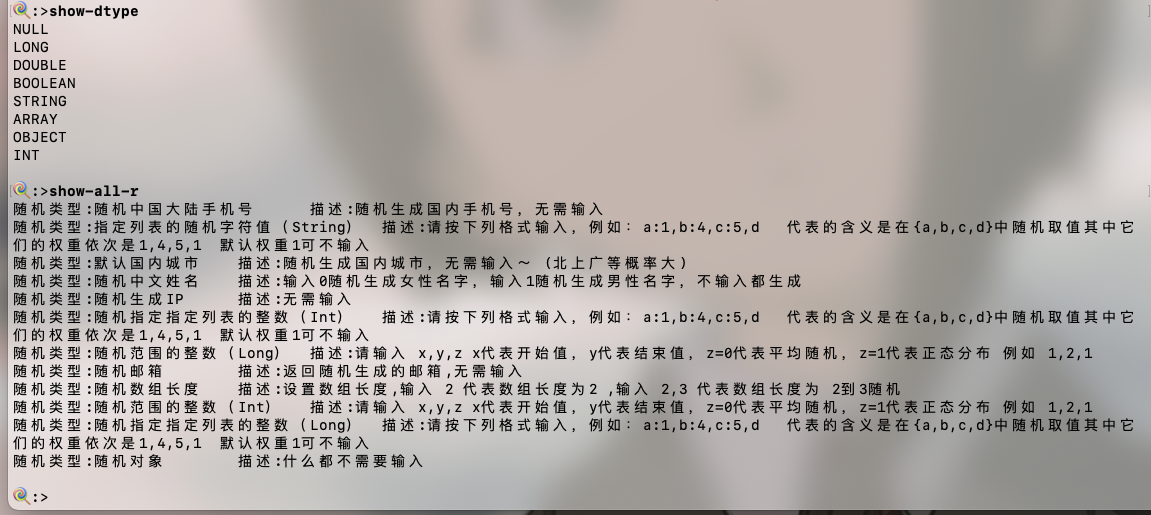 :>show-dtype
NULL
LONG
DOUBLE
BOOLEAN
STRING
ARRAY
OBJECT
INT
:>show-all-r
随机类型:随机中国大陆手机号 描述:随机生成国内手机号，无需输入
随机类型:指定列表的随机字符值（String） 描述:请按下列格式输入，例如：a:1,b:4,c:5,d 代表的含义是在{a,b,c,d}中随机取值其中它
们的权重依次是1,4,5,1 默认权重1可不输入
随机类型:默认国内城市 描述:随机生成国内城市，无需输入～（北上广等概率大）
随机类型:随机中文姓名 描述:输入0随机生成女性名字，输入1随机生成男性名字，不输入都生成
随机类型:随机生成IP 描述:无需输入
随机类型:随机指定指定列表的整数（Int） 描述:请按下列格式输入，例如：a:1,b:4,c:5,d 代表的含义是在{a,b,c,d}中随机取值其中它
们的权重依次是1,4,5,1 默认权重1可不输入
随机类型:随机范围的整数（Long） 描述:请输入 x,y,z x代表开始值，y代表结束值，z=0代表平均随机，z=1代表正态分布 例如 1,2,1
随机类型:随机邮箱 描述:返回随机生成的邮箱,无需输入
随机类型:随机数组长度 描述:设置数组长度,输入 2 代表数组长度为2 ,输入 2,3 代表数组长度为 2到3随机
随机类型:随机范围的整数（Int） 描述:请输入 x,y,z x代表开始值，y代表结束值，z=0代表平均随机，z=1代表正态分布 例如 1,2,1
随机类型:随机指定指定列表的整数（Long） 描述:请按下列格式输入，例如：a:1,b:4,c:5,d 代表的含义是在{a,b,c,d}中随机取值其中它
们的权重依次是1,4,5,1 默认权重1可不输入
随机类型:随机对象 描述:什么都不需要输入
:>